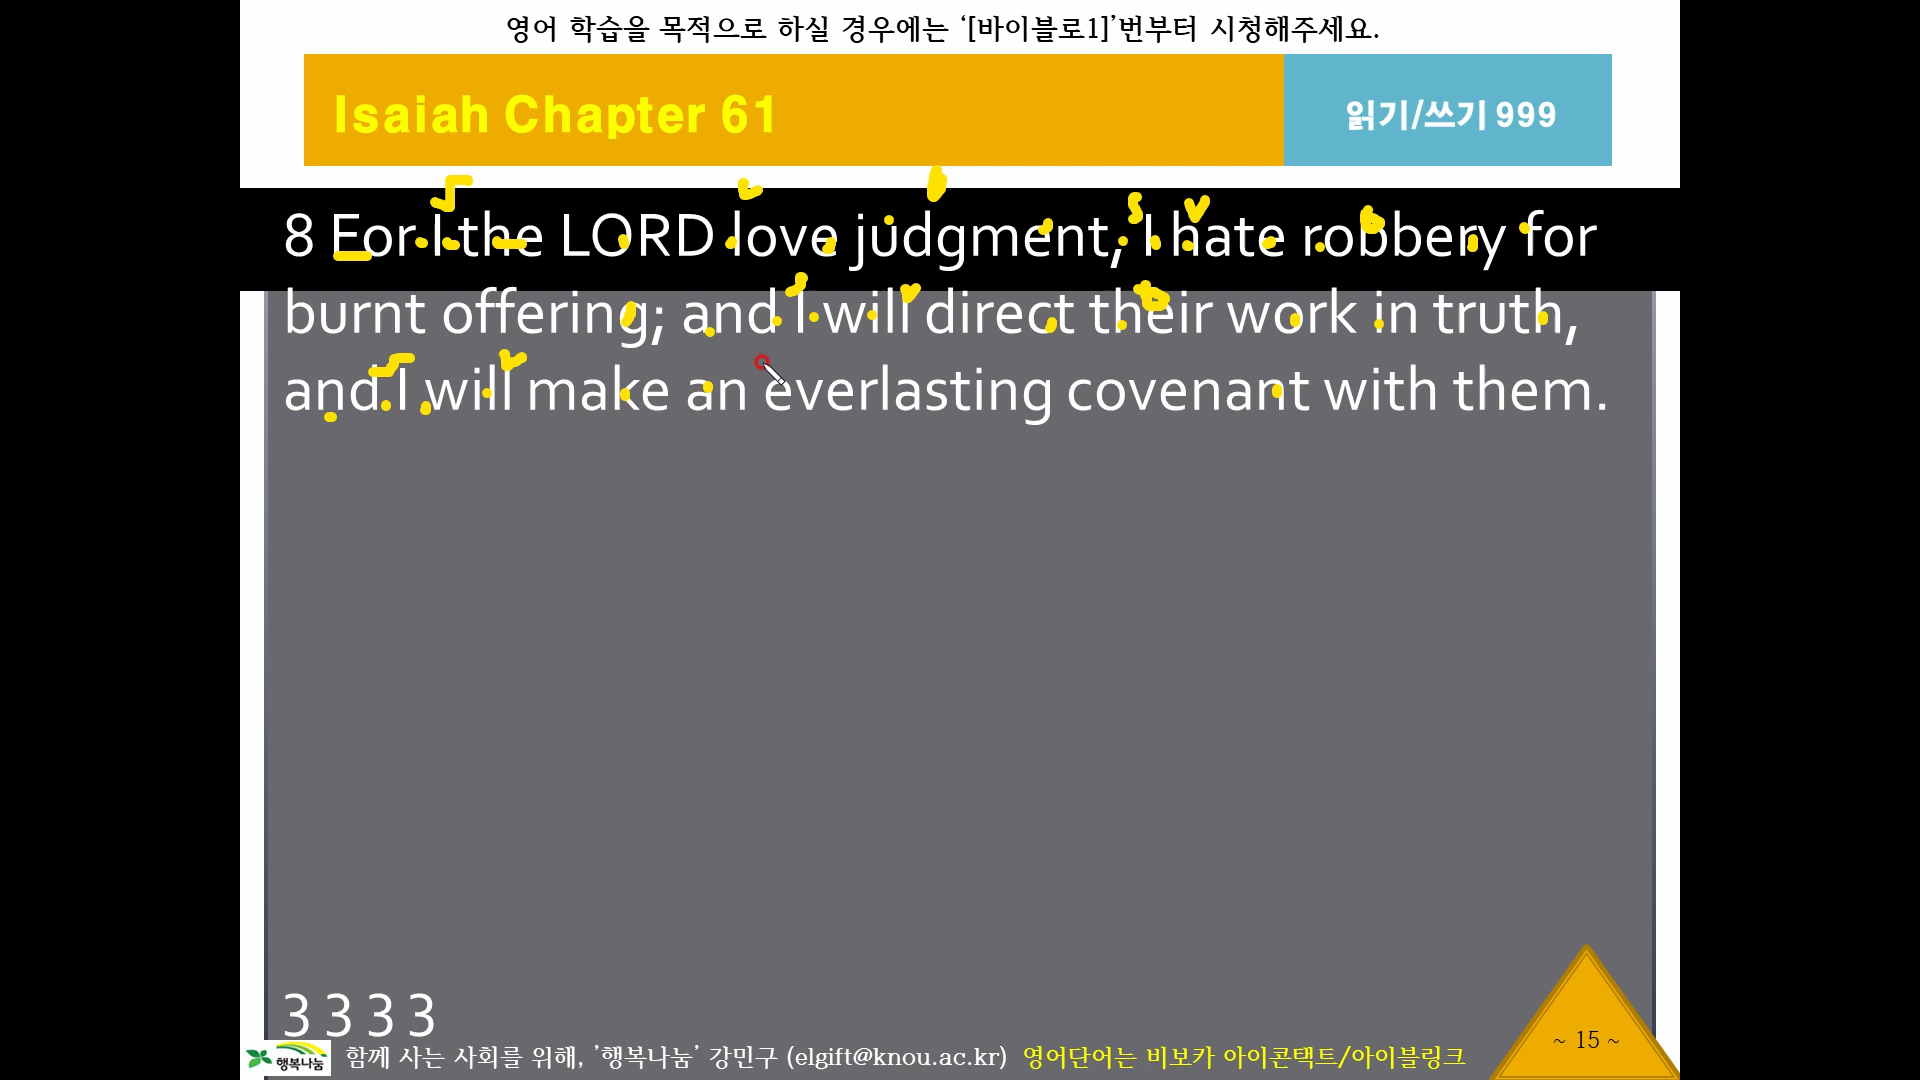 영어 학습을 목적으로 하실 경우에는 ‘[바이블로1]’번부터 시청해주세요.
Isaiah Chapter 61
읽기/쓰기 999
8 For I the LORD love judgment, I hate robbery for
burnt offering; and I will direct their work in truth,
and I will make an everlasting covenant with them.
3 3 3 3
~ 15 ~
행복나눔
함께 사는 사회를 위해, ’행복나눔’ 강민구 (elgift@knou.ac.kr) 영어단어는 비보카 아이콘택트/아이블링크